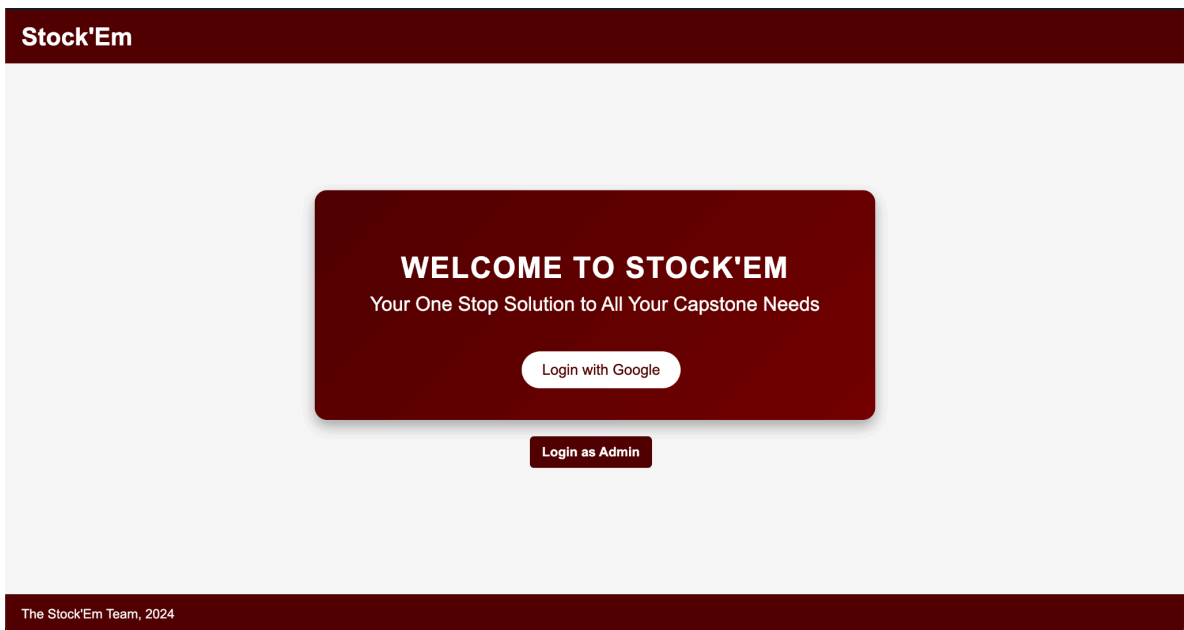 Stock'Em
WELCOME TO STOCK'EM
Your One Stop Solution to All Your Capstone Needs
Login with Google
Login as Admin
The Stock'Em Team, 2024